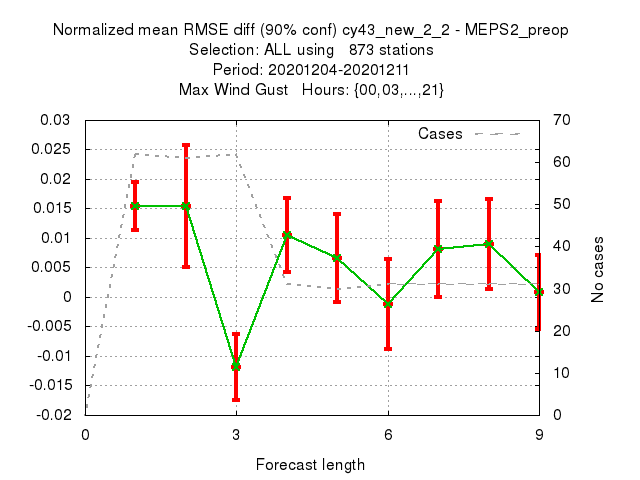 Normalized mean RMSE diff (90% conf) cy43_new_2_2 - MEPS2_preop
Selection: ALL using 873 stations
Period: 20201204-20201211
Max Wind Gust Hours: {00,03,...,21}
Cases
0.03
0.025
0.02
0.015
0.01
0.005
0
-0.005
-0.01
-0.015
-0.02
70
60
50
40
30
20
10
0
No cases
0 3 6 9
Forecast length